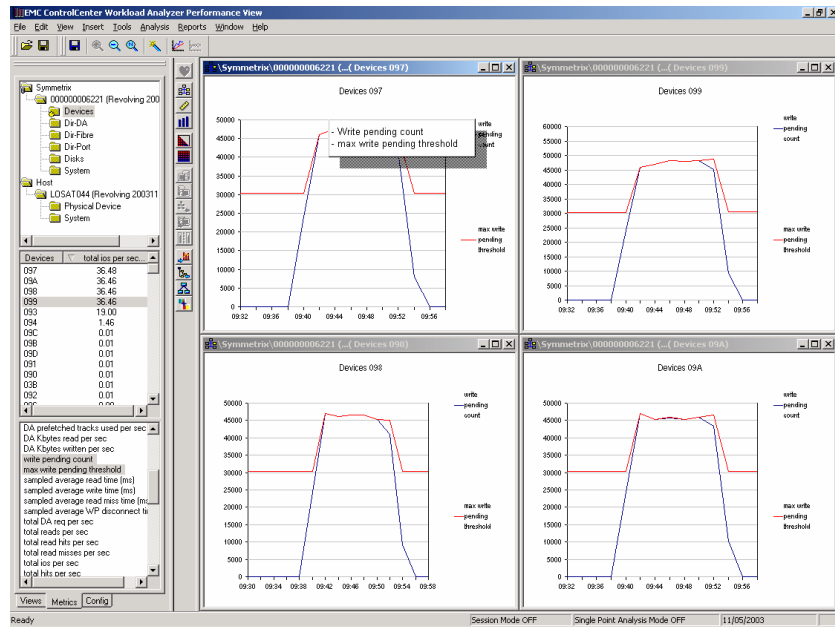 EMC ControlCenter Workload Analyzer Performance View
File Edit View Insert Tools Analysis Reports Window Help
Symmetrix
000000006221 (Revolving 200
Devices
Dir-DA
Dir-Fibre
Dir-Port
Disks
System
Host
LOSAT044 (Revolving 200311
Physical Device
System
Devices total ios per sec...
097 36.48
09A 36.46
098 36.46
099 36.46
093 19.00
094 1.46
09C 0.01
09B 0.01
09D 0.01
091 0.01
090 0.01
03B 0.01
092 0.01
DA prefetched tracks used per sec
DA Kbytes read per sec
DA Kbytes written per sec
write pending count
max write pending threshold
sampled average read time (ms)
sampled average write time (ms)
sampled average read miss time (ms
sampled average WP disconnect ti
total DA req per sec
total reads per sec
total read hits per sec
total read misses per sec
total ios per sec
total hits per sec
Views Metrics Config
\Symmetrix\000000006221 (...( Devices 097)
Devices 097
50000
45000
40000
35000
30000
25000
20000
15000
10000
5000
0
09:32 09:36 09:40 09:44 09:48 09:52 09:56
- Write pending count
- max write pending threshold
write
pending
count
max write
pending
threshold
\Symmetrix\000000006221 (...( Devices 099)
Devices 099
60000
55000
50000
45000
40000
35000
30000
25000
20000
15000
10000
5000
0
09:32 09:36 09:40 09:44 09:48 09:52 09:56
write
pending
count
max write
pending
threshold
\Symmetrix\000000006221 (...( Devices 098)
Devices 098
50000
45000
40000
35000
30000
25000
20000
15000
10000
5000
0
09:30 09:34 09:38 09:42 09:46 09:50 09:54 09:58
write
pending
count
max write
pending
threshold
\Symmetrix\000000006221 (...( Devices 09A)
Devices 09A
50000
45000
40000
35000
30000
25000
20000
15000
10000
5000
0
09:32 09:36 09:40 09:44 09:48 09:52 09:56
write
pending
count
max write
pending
threshold
Ready Session Mode OFF Single Point Analysis Mode OFF 11/05/2003